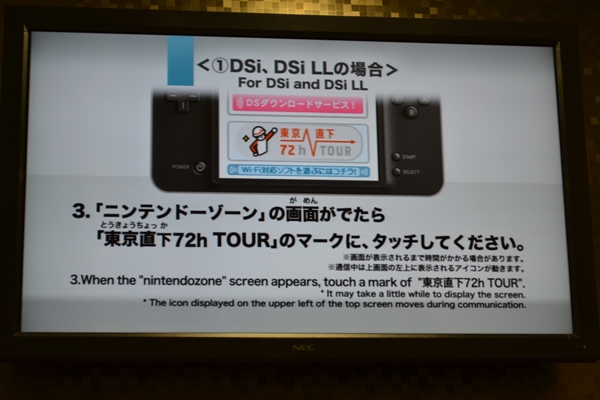 <①DSi、DSi LLの場合>
For DSi and DSi LL
DSダウンロードサービス!
東京 直下
72h TOUR
Wi-Fi対応ソフトを遊ぶにはコチラ!
POWER
START
SELECT
がめん
3.「ニンテンドーゾーン」の画面がでたら
とうきょうちょっか
「東京直下72h TOUR」のマークに、タッチしてください。
※画面が表示されるまで時間がかかる場合があります。
※通信中は上画面の左上に表示されるアイコンが動きます。
3.When the "nintendozone" screen appears, touch a mark of "東京直下72h TOUR".
* It may take a little while to display the screen.
* The icon displayed on the upper left of the top screen moves during communication.
NEC